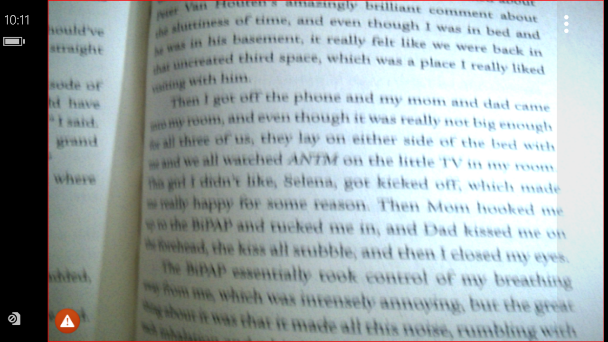 10:11
ould've
straight
sode of
ld have
" I said.
grand
where
about
Peter Van Houten's amazingly brilliant comment about
the sluttiness of time, and even though I was in bed and
he was in his basement, it really felt like we were back in
that uncreated third space, which was a place I really liked
visiting with him.
Then I got off the phone and my mom and dad came
into my room, and even though it was really not big enough
for all three of us, they lay on either side of the bed with
me and we all watched ANTM on the little TV in my room.
This girl I didn't like, Selena, got kicked off, which made
me really happy for some reason. Then Mom hooked me
up to the BiPAP and tucked me in, and Dad kissed me on
the forehead, the kiss all stubble, and then I closed my eyes.
The BiPAP essentially took control of my breathing
away from me, which was intensely annoying, but the great
thing about it was that it made all this noise, rumbling with